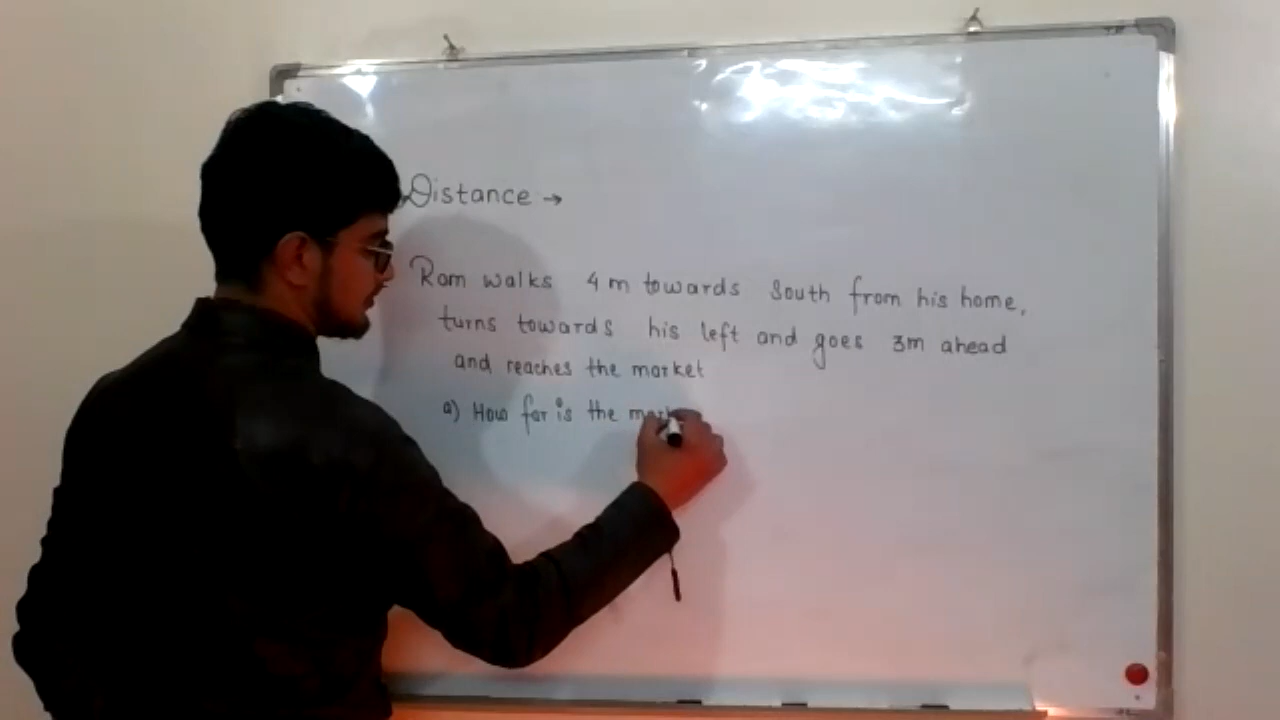 Distance →
Ram walks 4m towards South from his home,
turns towards his left and goes 3m ahead
and reaches the market
a) How far is the